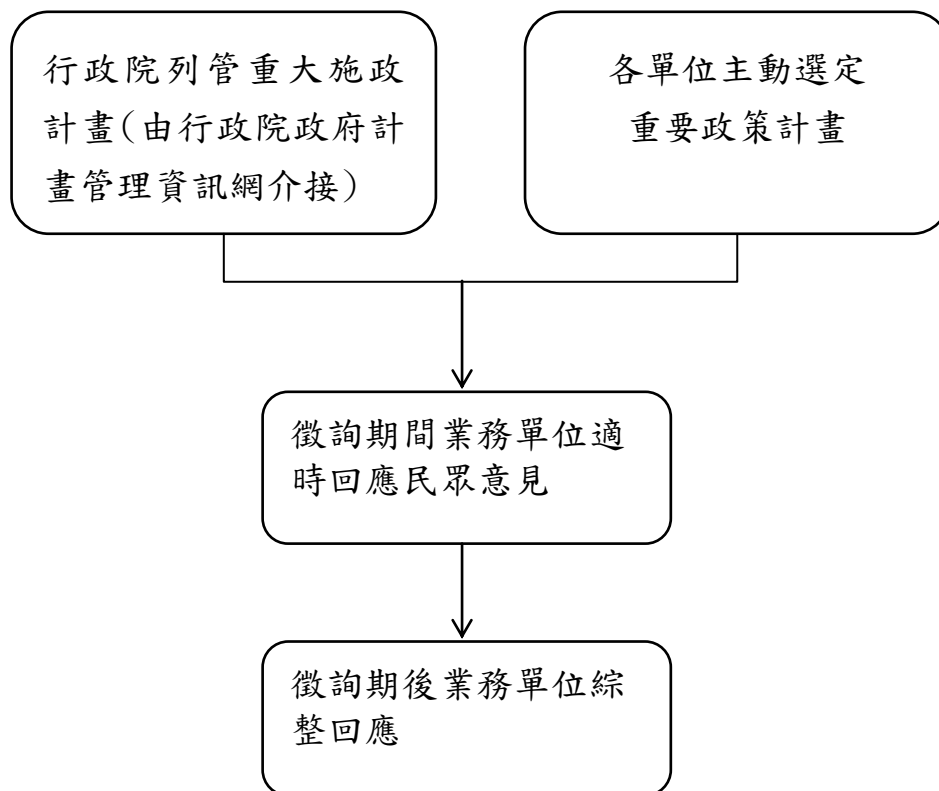 行政院列管重大施政
計畫(由行政院政府計
畫管理資訊網介接)
各單位主動選定
重要政策計畫
徵詢期間業務單位適
時回應民眾意見
徵詢期後業務單位綜
整回應